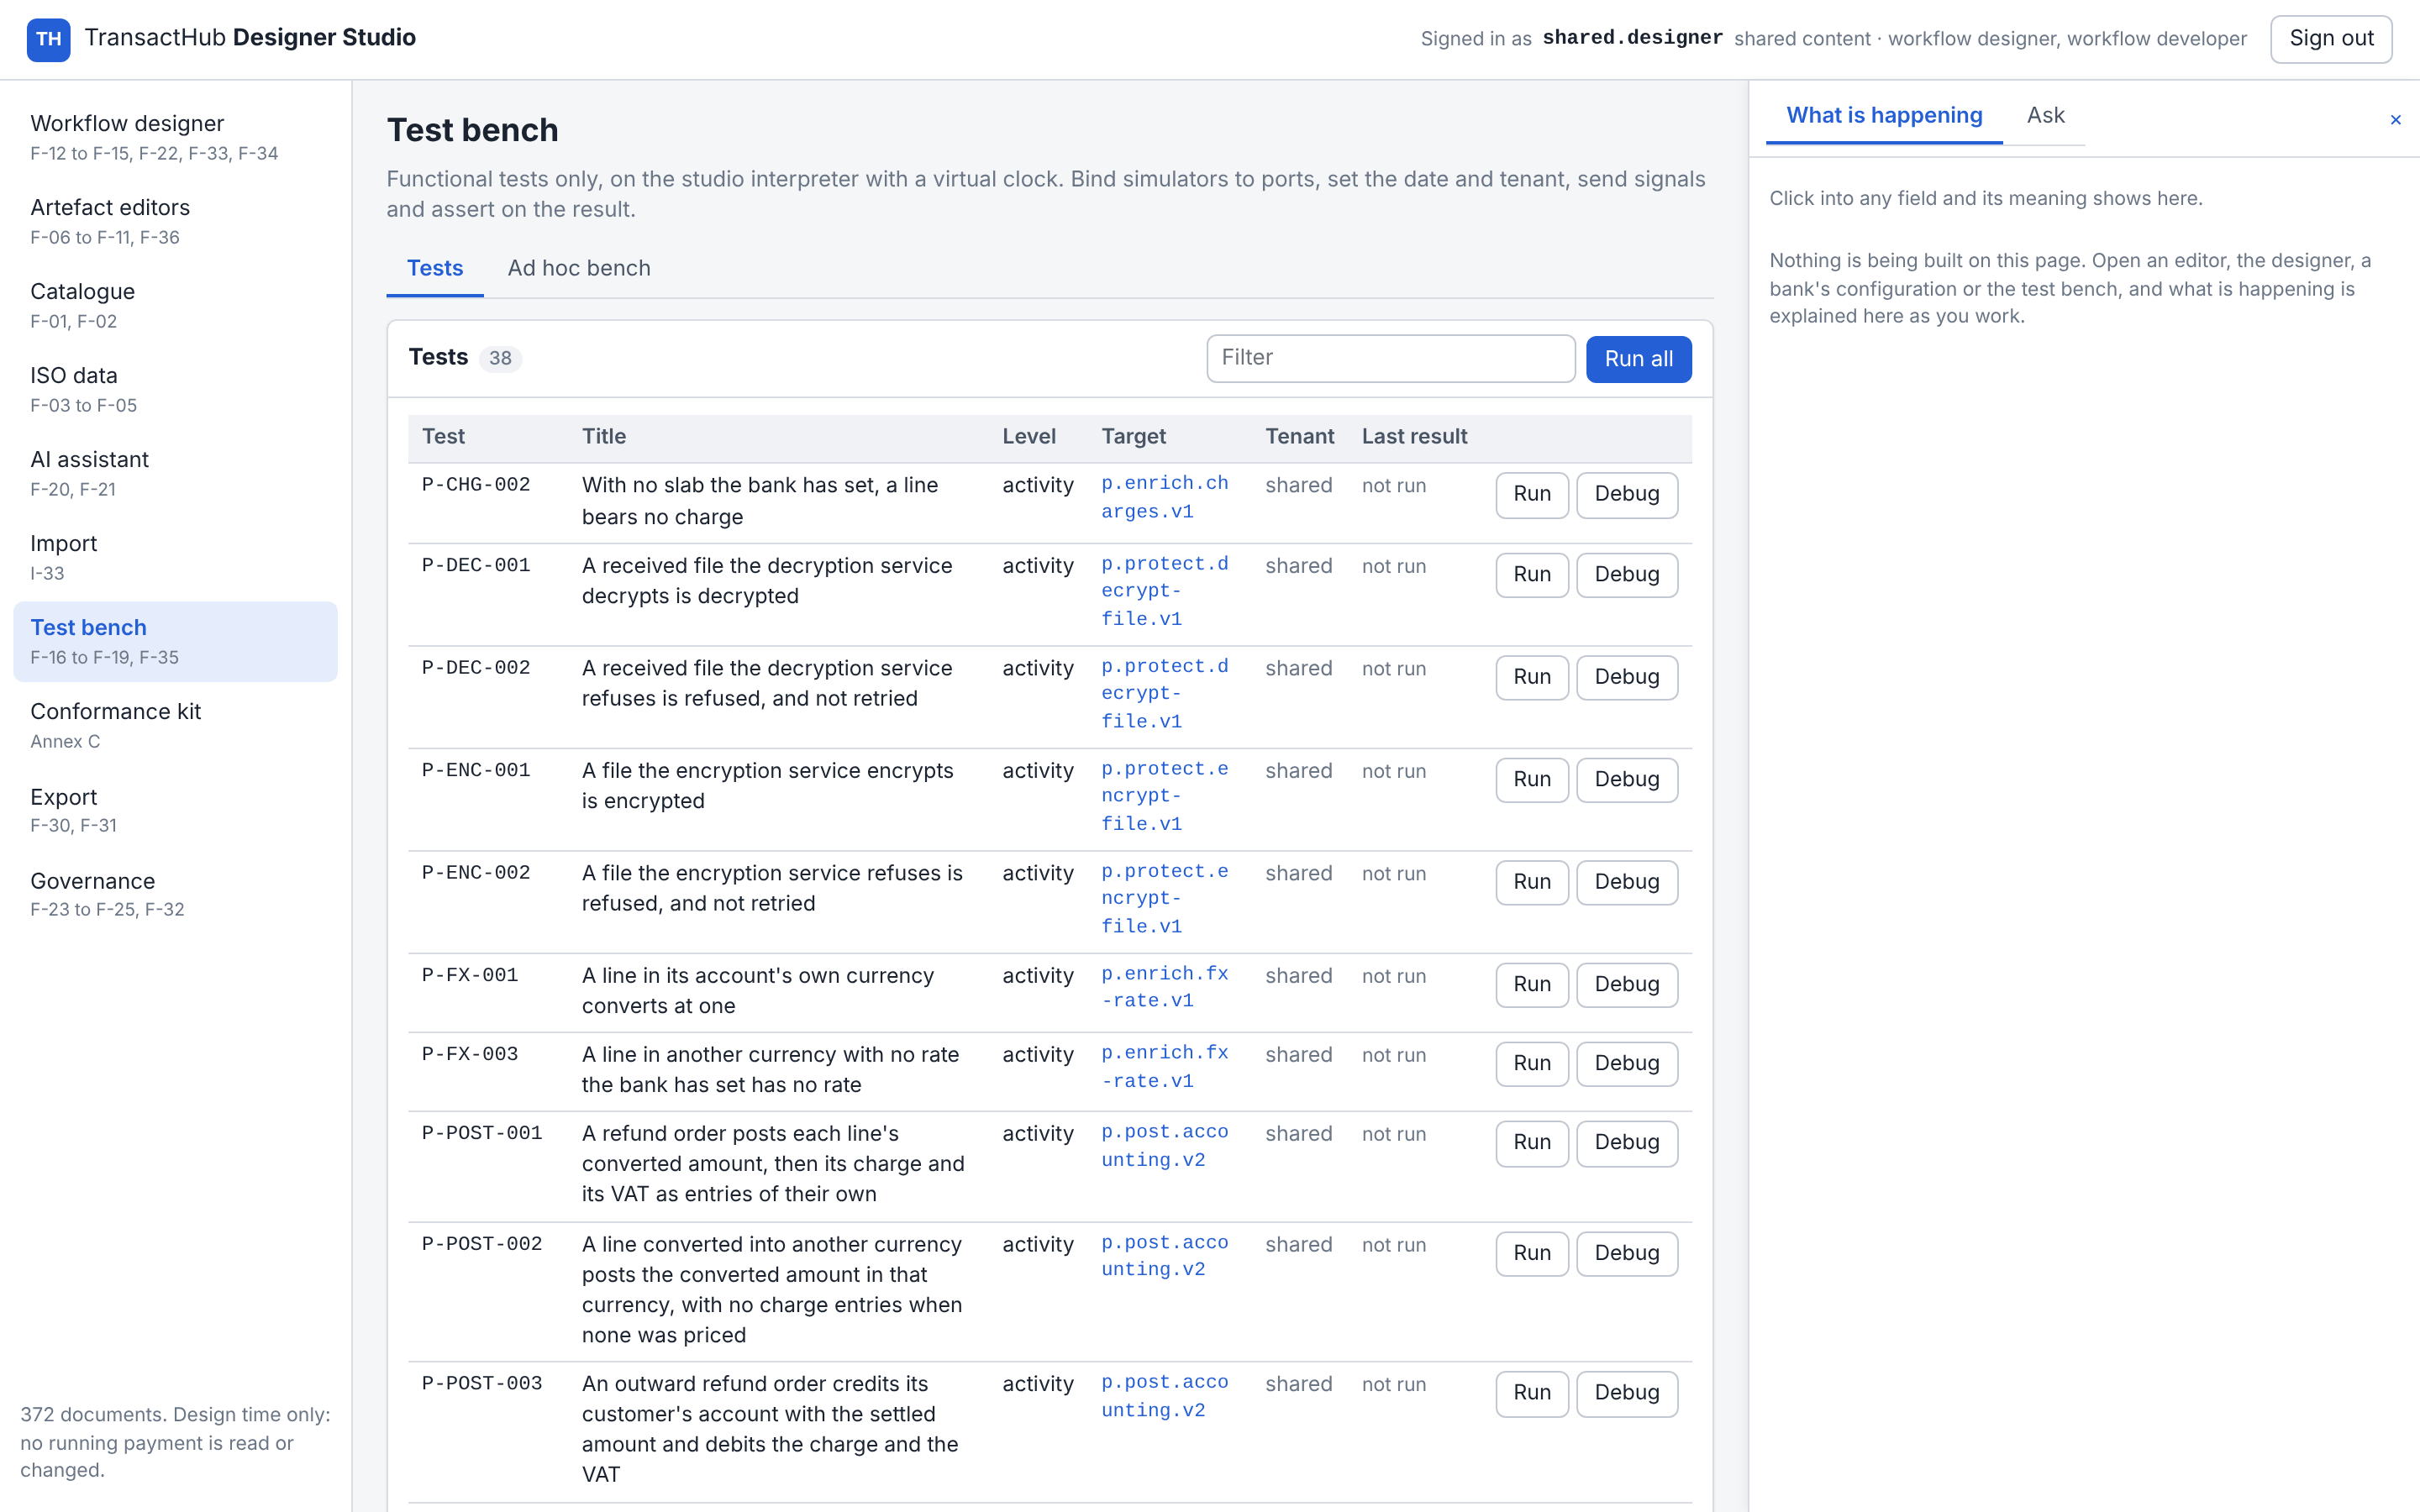 TH TransactHub Designer Studio
Signed in as shared.designer shared content · workflow designer, workflow developer
Sign out
Workflow designer
F-12 to F-15, F-22, F-33, F-34
Artefact editors
F-06 to F-11, F-36
Catalogue
F-01, F-02
ISO data
F-03 to F-05
AI assistant
F-20, F-21
Import
I-33
Test bench
F-16 to F-19, F-35
Conformance kit
Annex C
Export
F-30, F-31
Governance
F-23 to F-25, F-32
372 documents. Design time only:
no running payment is read or
changed.
Test bench
Functional tests only, on the studio interpreter with a virtual clock. Bind simulators to ports, set the date and tenant, send signals
and assert on the result.
Tests Ad hoc bench
Tests 38 Filter Run all
Test Title Level Target Tenant Last result
P-CHG-002 With no slab the bank has set, a line activity p.enrich.ch shared not run Run Debug
bears no charge arges.v1
P-DEC-001 A received file the decryption service activity p.protect.d shared not run Run Debug
decrypts is decrypted ecrypt-
file.v1
P-DEC-002 A received file the decryption service activity p.protect.d shared not run Run Debug
refuses is refused, and not retried ecrypt-
file.v1
P-ENC-001 A file the encryption service encrypts activity p.protect.e shared not run Run Debug
is encrypted ncrypt-
file.v1
P-ENC-002 A file the encryption service refuses is activity p.protect.e shared not run Run Debug
refused, and not retried ncrypt-
file.v1
P-FX-001 A line in its account's own currency activity p.enrich.fx shared not run Run Debug
converts at one -rate.v1
P-FX-003 A line in another currency with no rate activity p.enrich.fx shared not run Run Debug
the bank has set has no rate -rate.v1
P-POST-001 A refund order posts each line's activity p.post.acco shared not run Run Debug
converted amount, then its charge and unting.v2
its VAT as entries of their own
P-POST-002 A line converted into another currency activity p.post.acco shared not run Run Debug
posts the converted amount in that unting.v2
currency, with no charge entries when
none was priced
P-POST-003 An outward refund order credits its activity p.post.acco shared not run Run Debug
customer's account with the settled unting.v2
amount and debits the charge and the
VAT
What is happening Ask ×
Click into any field and its meaning shows here.
Nothing is being built on this page. Open an editor, the designer, a
bank's configuration or the test bench, and what is happening is
explained here as you work.